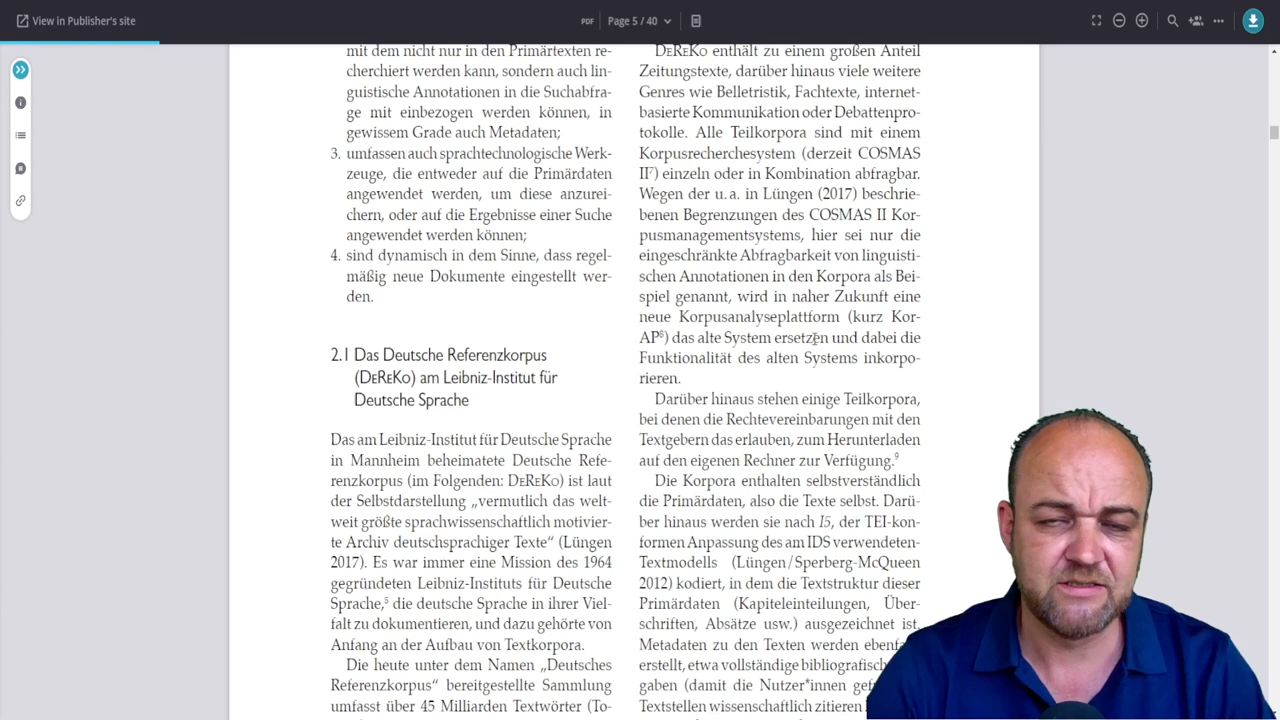 View in Publisher's site
PDF
Page 5 / 40
mit dem nicht nur in den Primärtexten re-
cherchiert werden kann, sondern auch lin-
guistische Annotationen in die Suchabfra-
ge mit einbezogen werden können, in
gewissem Grade auch Metadaten;
3. umfassen auch sprachtechnologische Werk-
zeuge, die entweder auf die Primärdaten
angewendet werden, um diese anzurei-
chern, oder auf die Ergebnisse einer Suche
angewendet werden können;
4. sind dynamisch in dem Sinne, dass regel-
mäßig neue Dokumente eingestellt wer-
den.
2.1 Das Deutsche Referenzkorpus
(DEREKO) am Leibniz-Institut für
Deutsche Sprache
Das am Leibniz-Institut für Deutsche Sprache
in Mannheim beheimatete Deutsche Refe-
renzkorpus (im Folgenden: DEREKO) ist laut
der Selbstdarstellung „vermutlich das welt-
weit größte sprachwissenschaftlich motivier-
te Archiv deutschsprachiger Texte“ (Lüngen
2017). Es war immer eine Mission des 1964
gegründeten Leibniz-Instituts für Deutsche
Sprache,⁵ die deutsche Sprache in ihrer Viel-
falt zu dokumentieren, und dazu gehörte von
Anfang an der Aufbau von Textkorpora.
Die heute unter dem Namen „Deutsches
Referenzkorpus“ bereitgestellte Sammlung
umfasst über 45 Milliarden Textwörter (To-
DEREKO enthält zu einem großen Anteil
Zeitungstexte, darüber hinaus viele weitere
Genres wie Belletristik, Fachtexte, internet-
basierte Kommunikation oder Debattenpro-
tokolle. Alle Teilkorpora sind mit einem
Korpusrecherchesystem (derzeit COSMAS
II⁷) einzeln oder in Kombination abfragbar.
Wegen der u. a. in Lüngen (2017) beschrie-
benen Begrenzungen des COSMAS II Kor-
pusmanagementsystems, hier sei nur die
eingeschränkte Abfragbarkeit von linguisti-
schen Annotationen in den Korpora als Bei-
spiel genannt, wird in naher Zukunft eine
neue Korpusanalyseplattform (kurz Kor-
AP⁸) das alte System ersetzen und dabei die
Funktionalität des alten Systems inkorpo-
rieren.
Darüber hinaus stehen einige Teilkorpora,
bei denen die Rechtevereinbarungen mit den
Textgebern das erlauben, zum Herunterladen
auf den eigenen Rechner zur Verfügung.⁹
Die Korpora enthalten selbstverständlich
die Primärdaten, also die Texte selbst. Darü-
ber hinaus werden sie nach I5, der TEI-kon-
formen Anpassung des am IDS verwendeten
Textmodells (Lüngen/Sperberg-McQueen
2012) kodiert, in dem die Textstruktur dieser
Primärdaten (Kapiteleinteilungen, Über-
schriften, Absätze usw.) ausgezeichnet ist.
Metadaten zu den Texten werden
erstellt, etwa vollständige
gaben (damit die Nutzer*innen
Textstellen wissenschaftlich zitieren